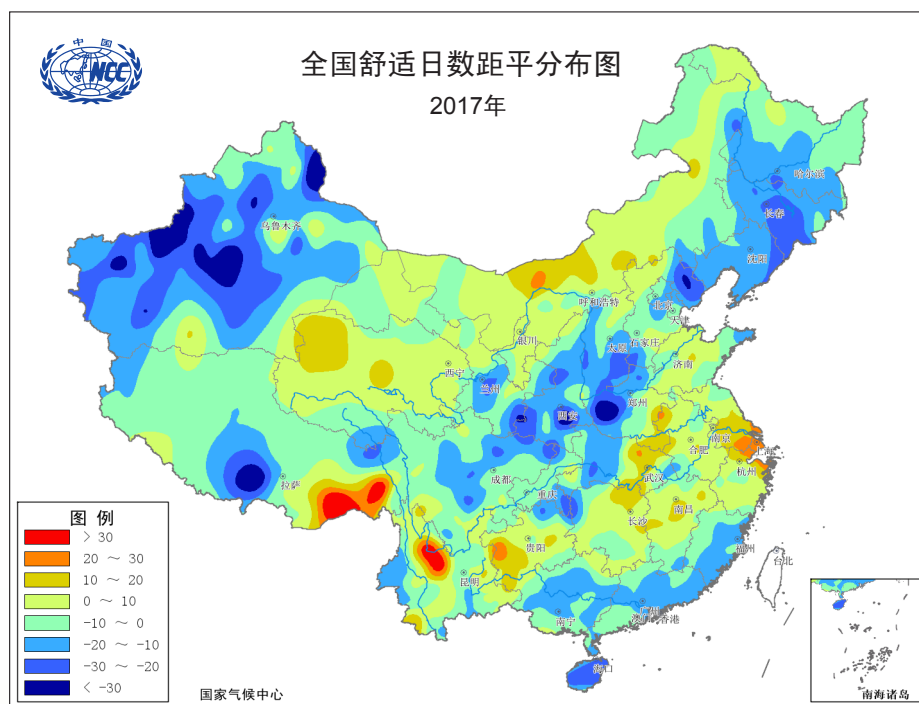 中国
NCC
全国舒适日数距平分布图
2017年
哈尔滨
长春
乌鲁木齐
沈阳
呼和浩特
北京
天津
银川
太原
石家庄
西宁
济南
兰州
郑州
西安
南京
合肥
上海
成都
武汉
杭州
拉萨
重庆
长沙
南昌
贵阳
福州
台北
昆明
广州
南宁
澳门
香港
海口
图 例
> 30
20 ～ 30
10 ～ 20
0 ～ 10
-10 ～ 0
-20 ～ -10
-30 ～ -20
< -30
国家气候中心
南海诸岛